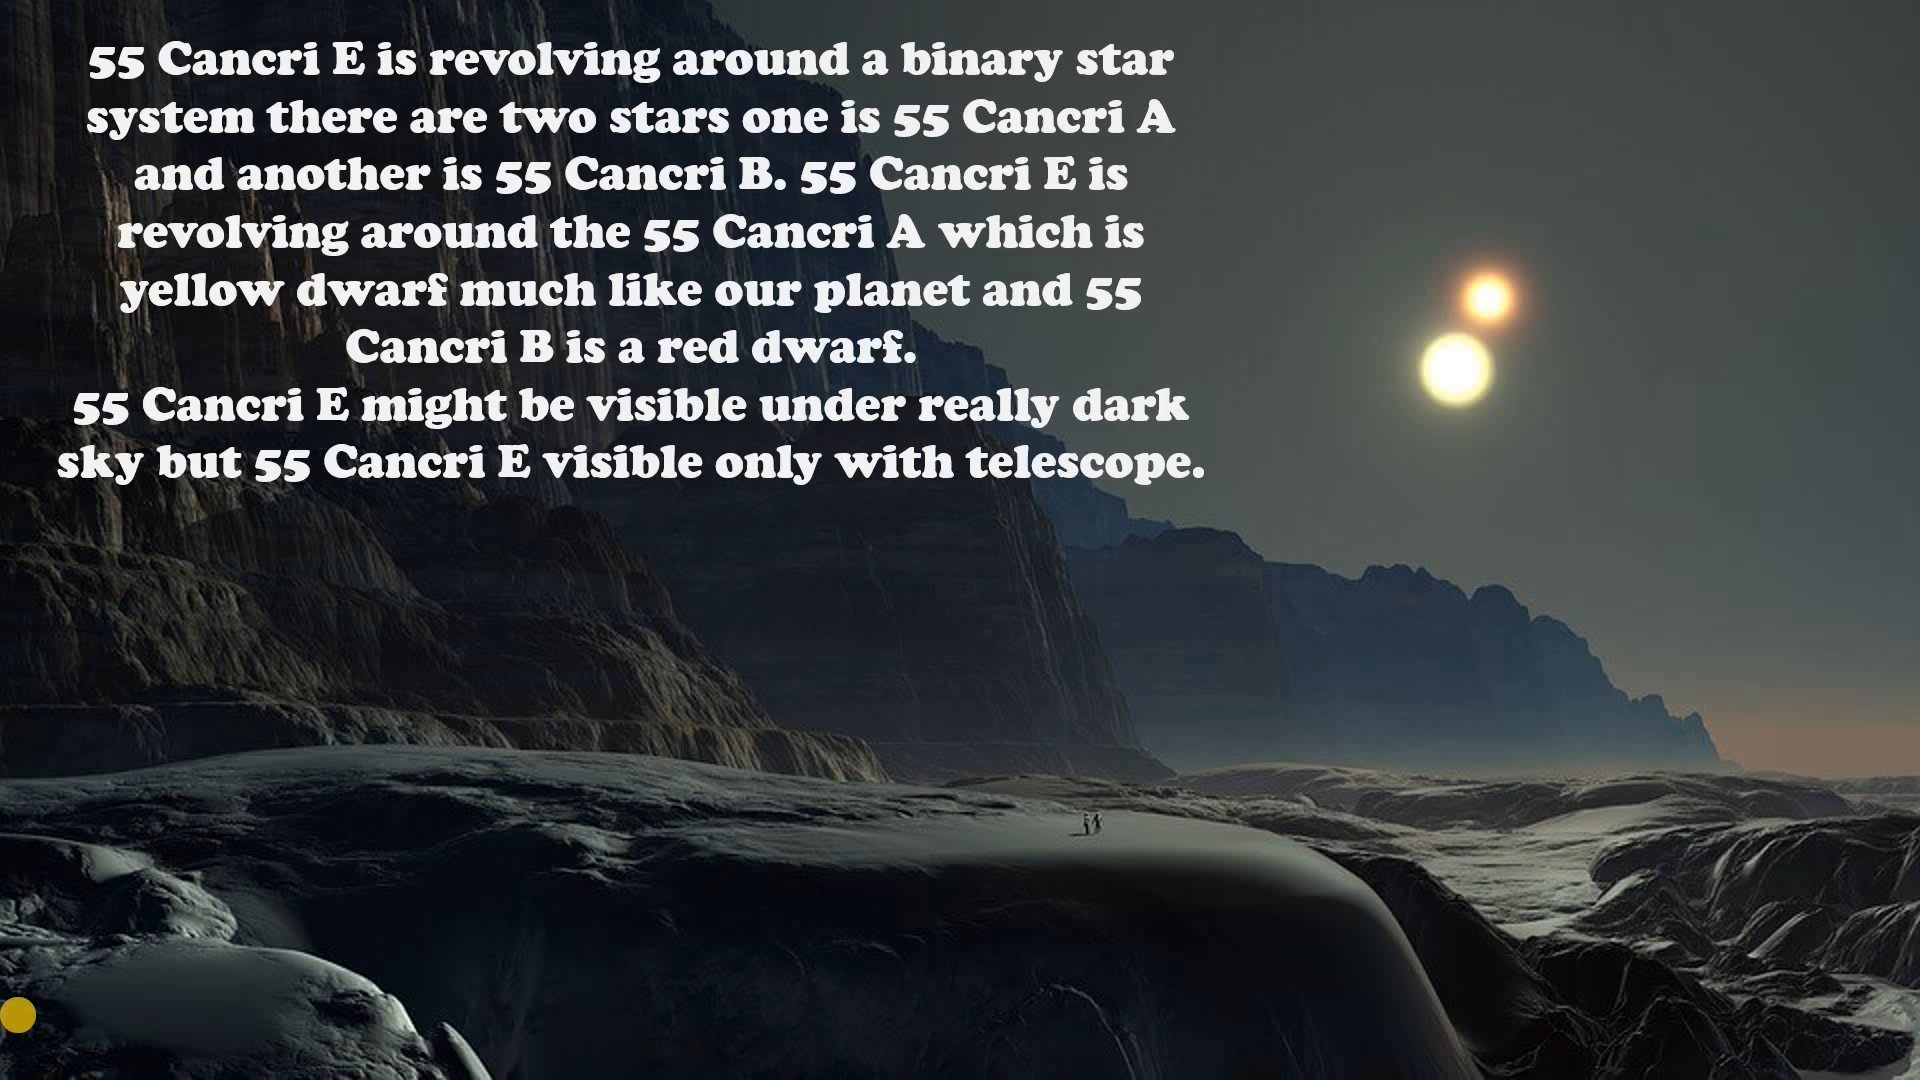 55 Cancri E is revolving around a binary star
system there are two stars one is 55 Cancri A
and another is 55 Cancri B. 55 Cancri E is
revolving around the 55 Cancri A which is
yellow dwarf much like our planet and 55
Cancri B is a red dwarf.
55 Cancri E might be visible under really dark
sky but 55 Cancri E visible only with telescope.